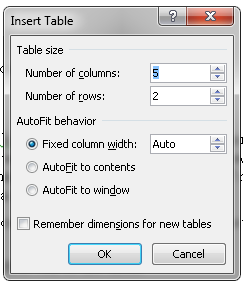 Insert Table
?
Table size
Number of columns: 5
Number of rows: 2
AutoFit behavior
Fixed column width: Auto
AutoFit to contents
AutoFit to window
Remember dimensions for new tables
OK Cancel